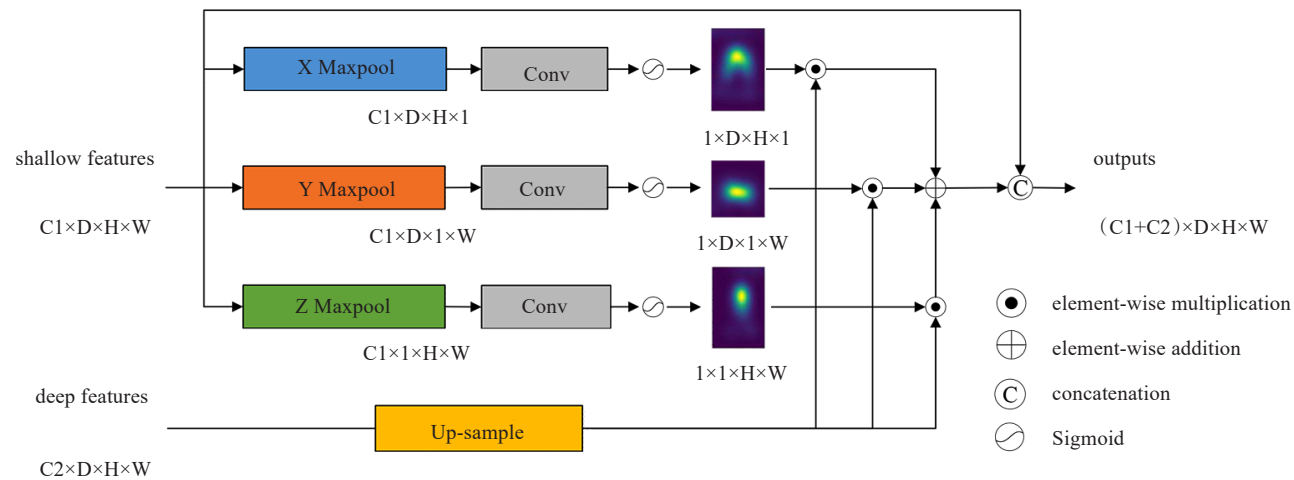 X Maxpool
Conv
C1×D×H×1
1×D×H×1
shallow features
outputs
Y Maxpool
Conv
C
C1×D×H×W
C1×D×1×W
1×D×1×W
（C1+C2）×D×H×W
Z Maxpool
Conv
element-wise multiplication
C1×1×H×W
1×1×H×W
element-wise addition
deep features
C
concatenation
Up-sample
Sigmoid
C2×D×H×W